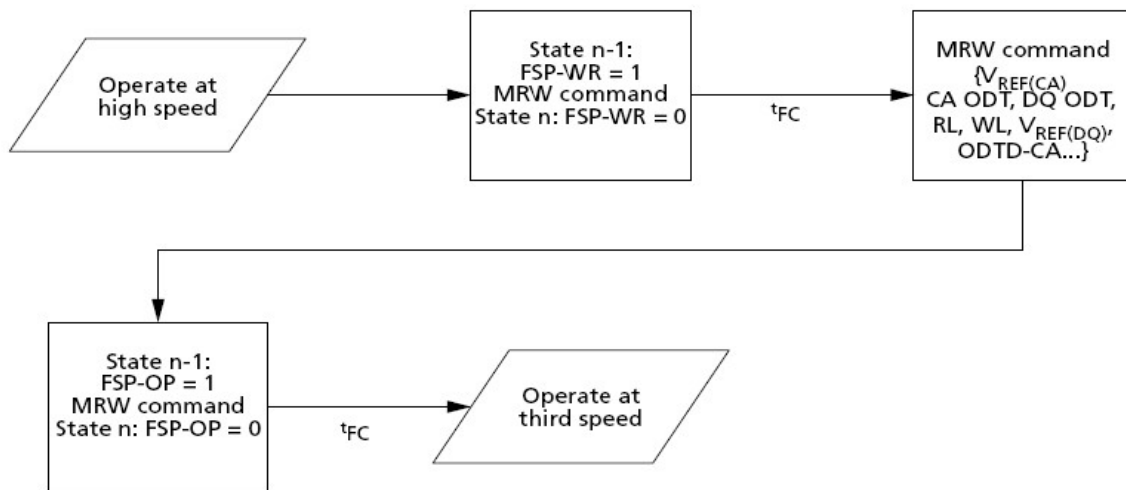 Operate at
high speed
State n-1:
FSP-WR = 1
MRW command
State n: FSP-WR = 0
tFC
MRW command
{VREF(CA)
CA ODT, DQ ODT,
RL, WL, VREF(DQ),
ODTD-CA...}
State n-1:
FSP-OP = 1
MRW command
State n: FSP-OP = 0
tFC
Operate at
third speed